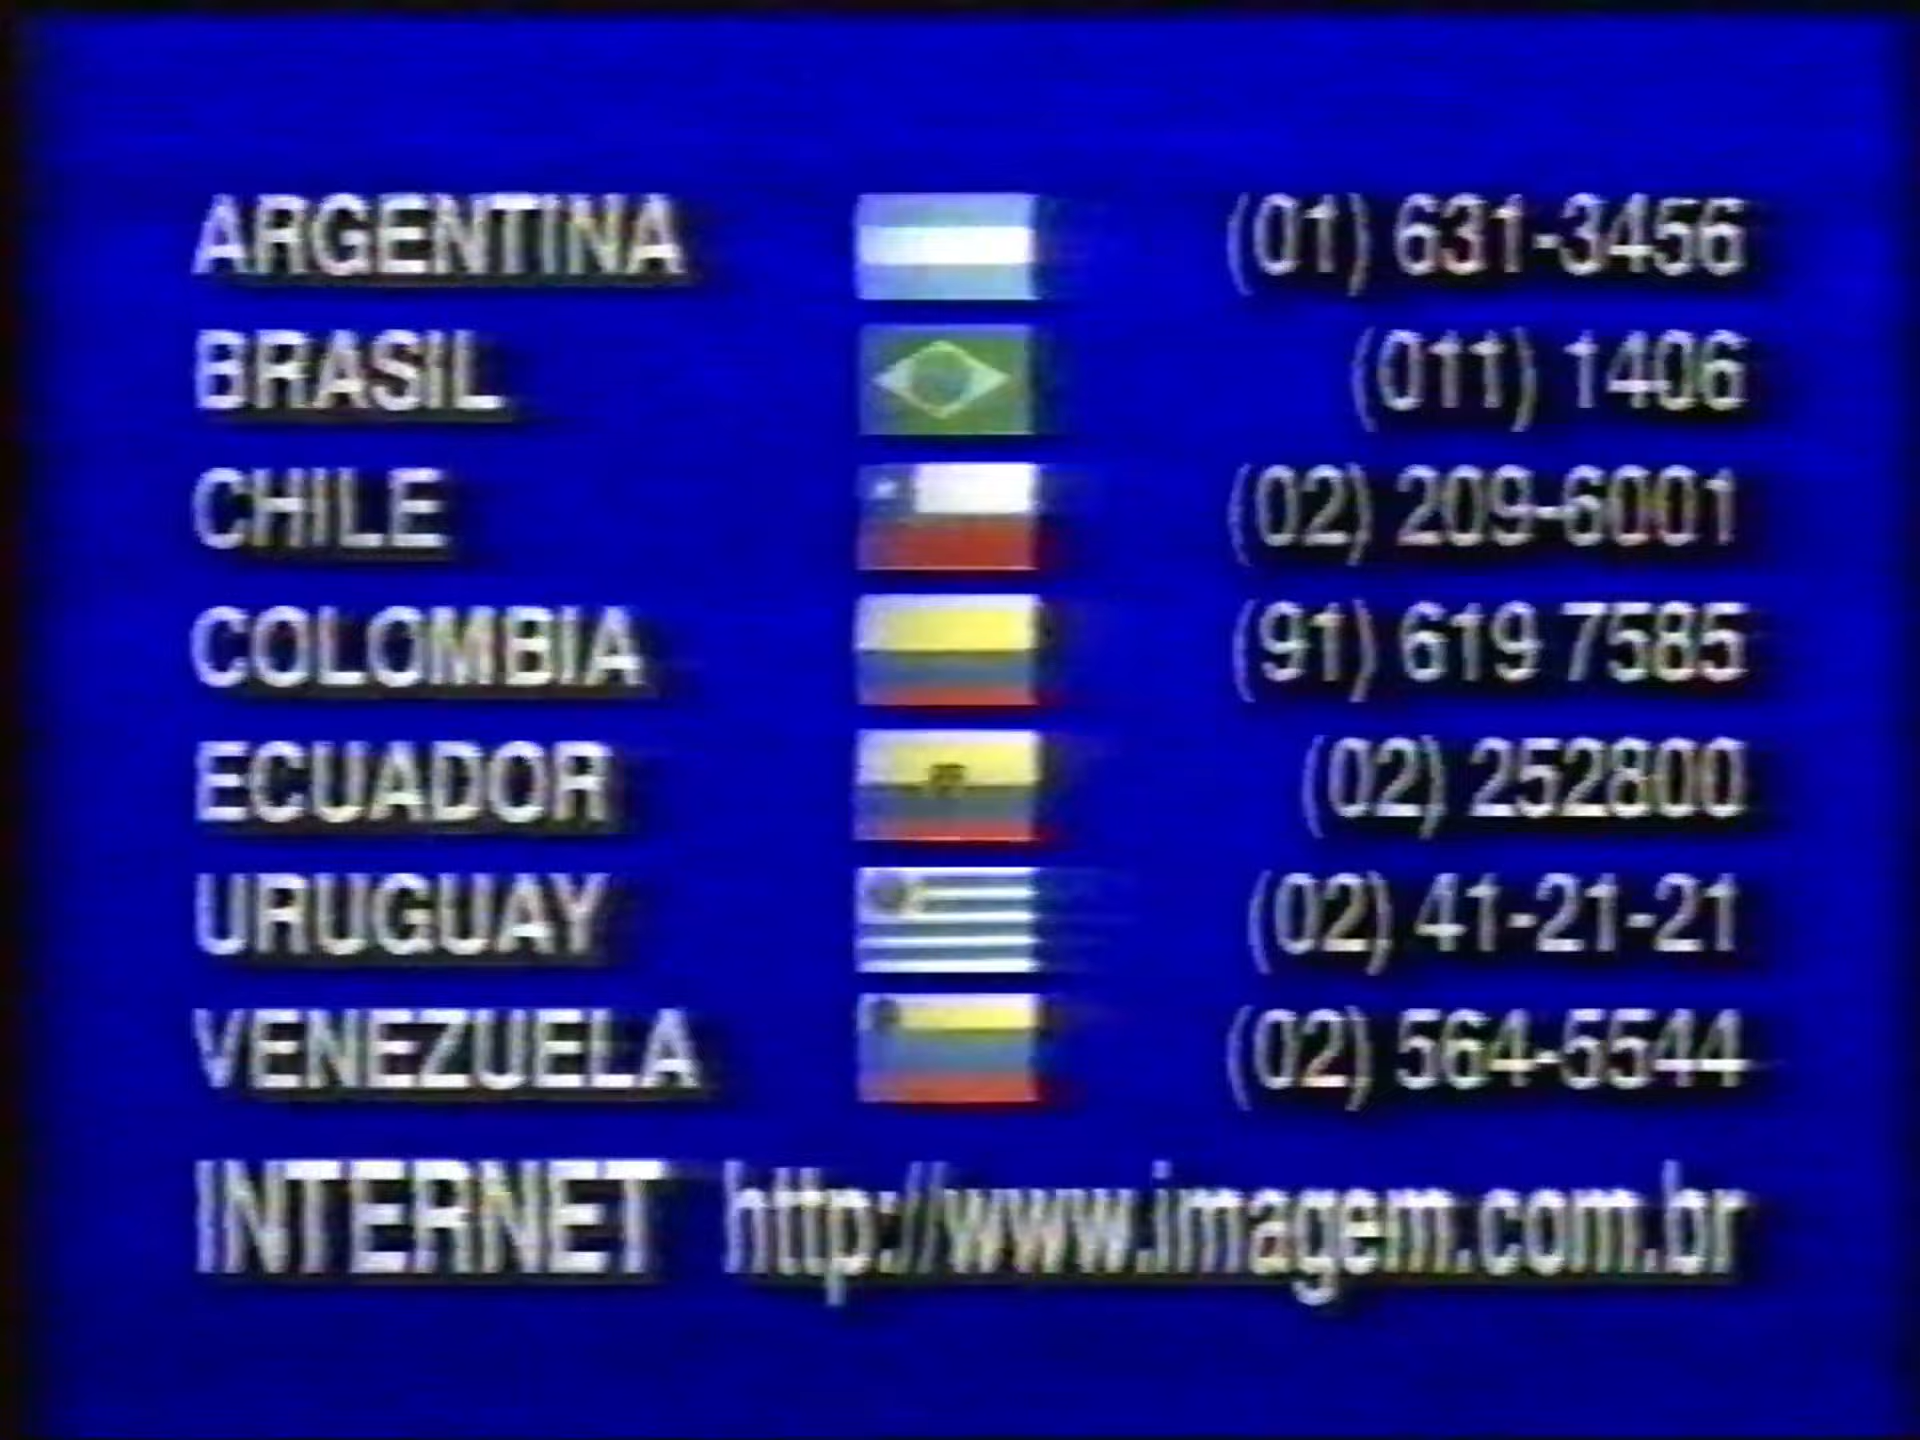 ARGENTINA (01) 631-3456
BRASIL (011) 1406
CHILE (02) 209-6001
COLOMBIA (91) 619 7585
ECUADOR (02) 252800
URUGUAY (02) 41-21-21
VENEZUELA (02) 564-5544
INTERNET http://www.imagem.com.br